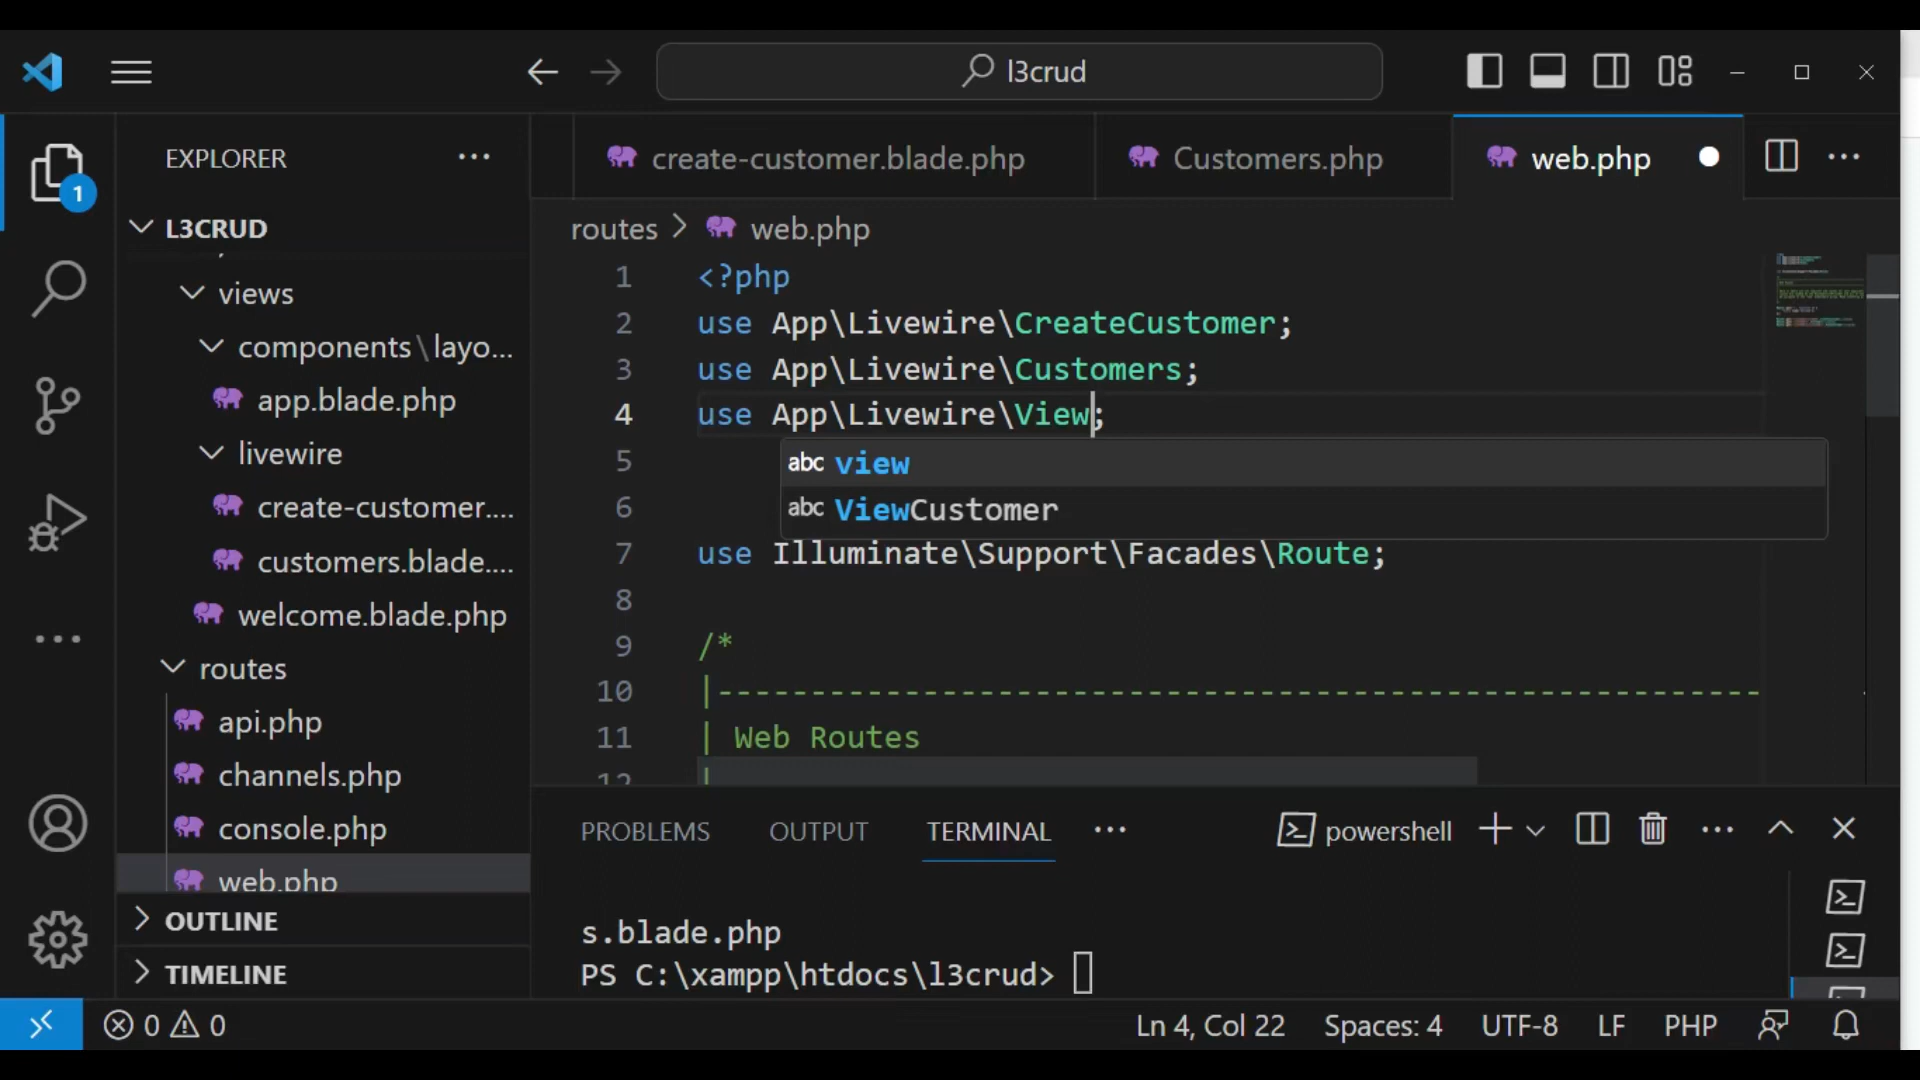 l3crud
EXPLORER
1
L3CRUD
views
components\layo...
app.blade.php
livewire
create-customer....
customers.blade....
welcome.blade.php
routes
api.php
channels.php
console.php
web.php
OUTLINE
TIMELINE
create-customer.blade.php
Customers.php
web.php
routes > web.php
1 <?php
2 use App\Livewire\CreateCustomer;
3 use App\Livewire\Customers;
4 use App\Livewire\View;
5
abc view
6
abc ViewCustomer
7 use Illuminate\Support\Facades\Route;
8
9 /*
10 |--------------------------------------------------------
11 | Web Routes
12 |
PROBLEMS
OUTPUT
TERMINAL
powershell
s.blade.php
PS C:\xampp\htdocs\l3crud>
0 0
Ln 4, Col 22
Spaces: 4
UTF-8
LF
PHP